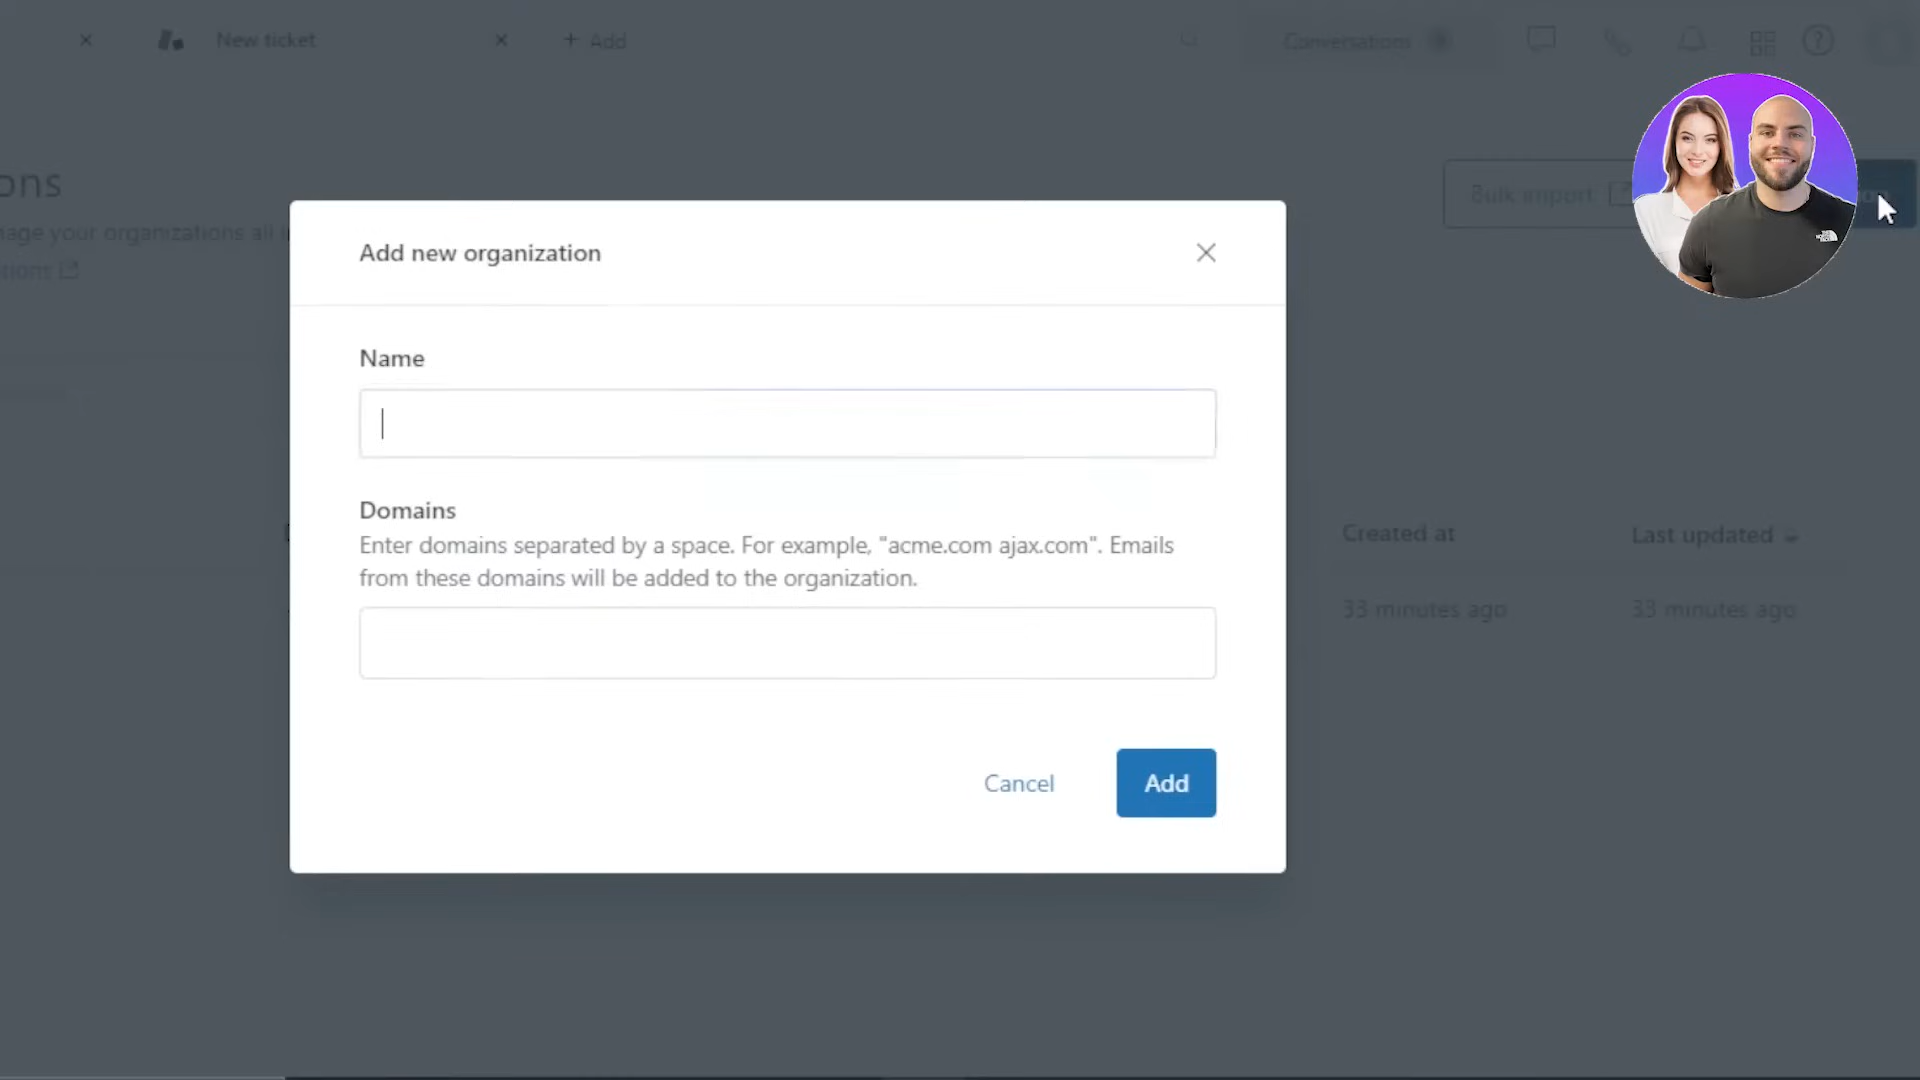 New ticket
+ Add
Conversations
ons
nage your organizations all
Bulk import
Add new organization
Name
Domains
Enter domains separated by a space. For example, "acme.com ajax.com". Emails
from these domains will be added to the organization.
Created at
Last updated
33 minutes ago
33 minutes ago
Cancel
Add